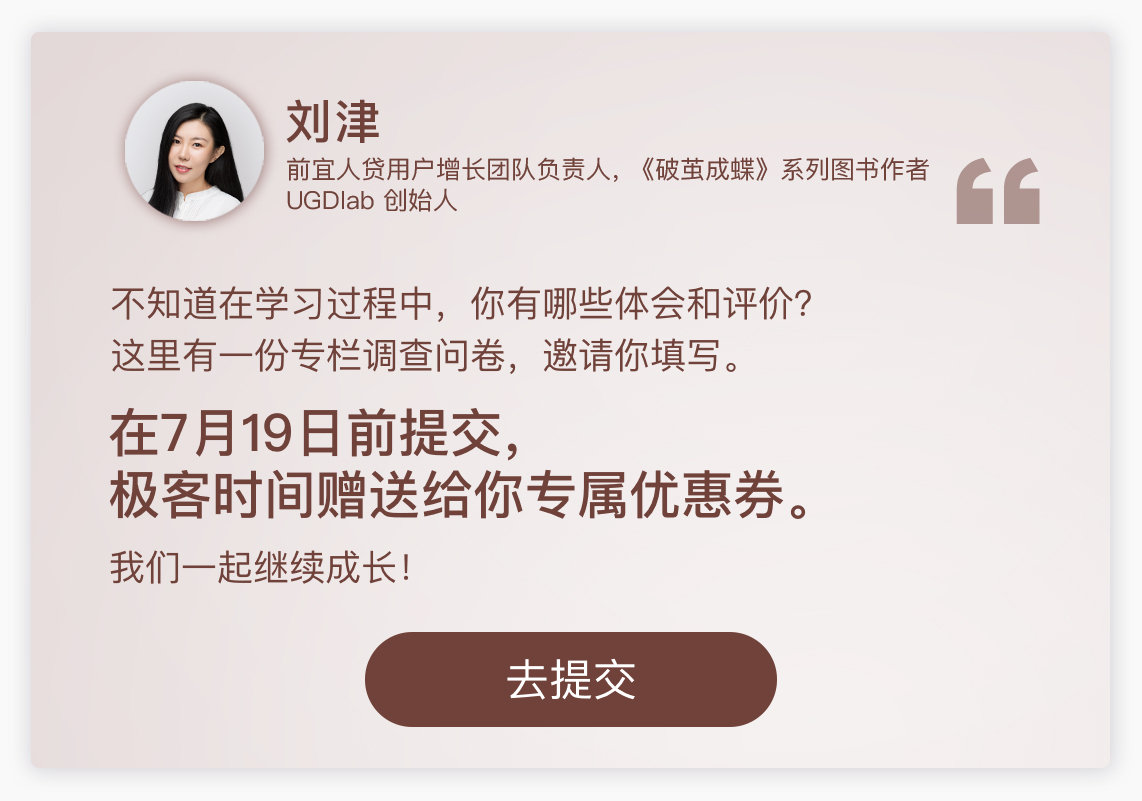 刘津
前宜人贷用户增长团队负责人，《破茧成蝶》系列图书作者
UGDlab 创始人
不知道在学习过程中，你有哪些体会和评价？
这里有一份专栏调查问卷，邀请你填写。
在7月19日前提交，
极客时间赠送给你专属优惠券。
我们一起继续成长！
去提交